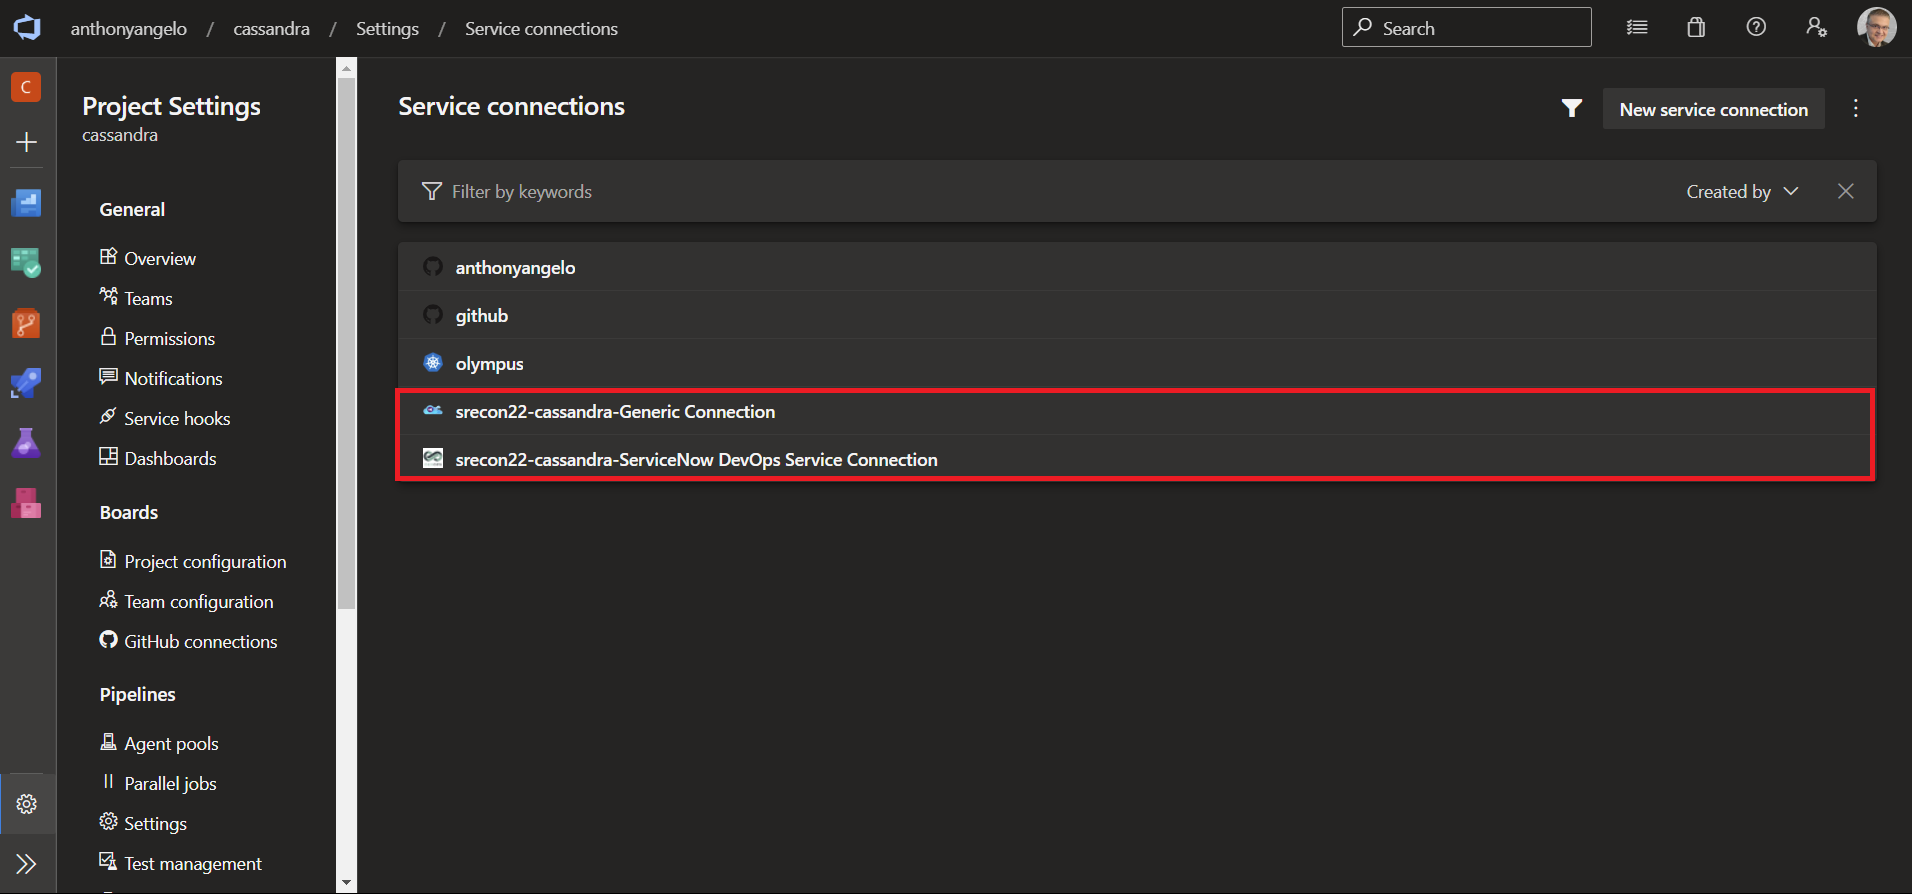 anthonyangelo / cassandra / Settings / Service connections
Search
C
Project Settings
cassandra
General
Overview
Teams
Permissions
Notifications
Service hooks
Dashboards
Boards
Project configuration
Team configuration
GitHub connections
Pipelines
Agent pools
Parallel jobs
Settings
Test management
Service connections
New service connection
Filter by keywords
Created by
anthonyangelo
github
olympus
srecon22-cassandra-Generic Connection
srecon22-cassandra-ServiceNow DevOps Service Connection